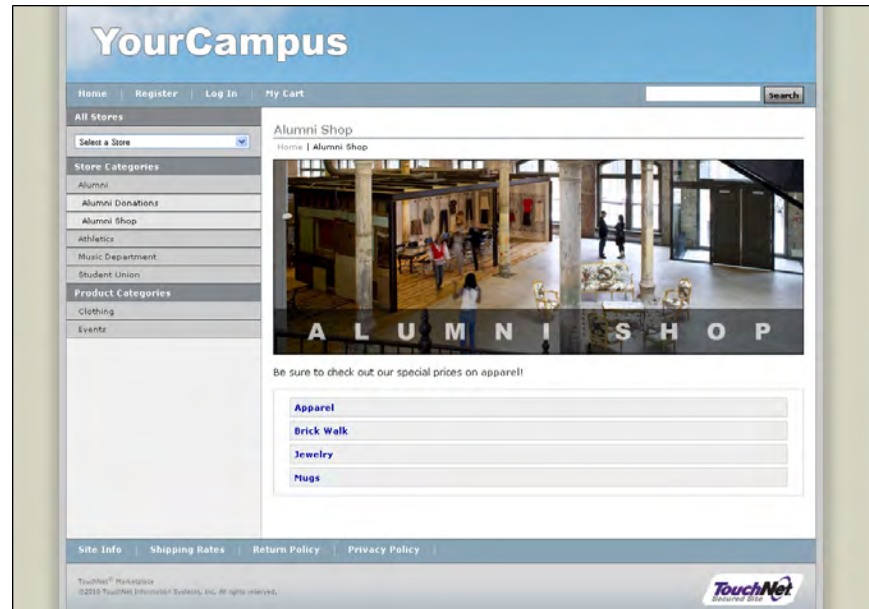 YourCampus
Home | Register | Log In | My Cart
Search
All Stores
Select a Store
Store Categories
Alumni
Alumni Donations
Alumni Shop
Athletics
Music Department
Student Union
Product Categories
Clothing
Events
Alumni Shop
Home | Alumni Shop
ALUMNI SHOP
Be sure to check out our special prices on apparel!
Apparel
Brick Walk
Jewelry
Mugs
Site Info | Shipping Rates | Return Policy | Privacy Policy |
TouchNet® Marketplace
©2010 TouchNet Information Systems, Inc. All rights reserved.
TouchNet
Secured Site